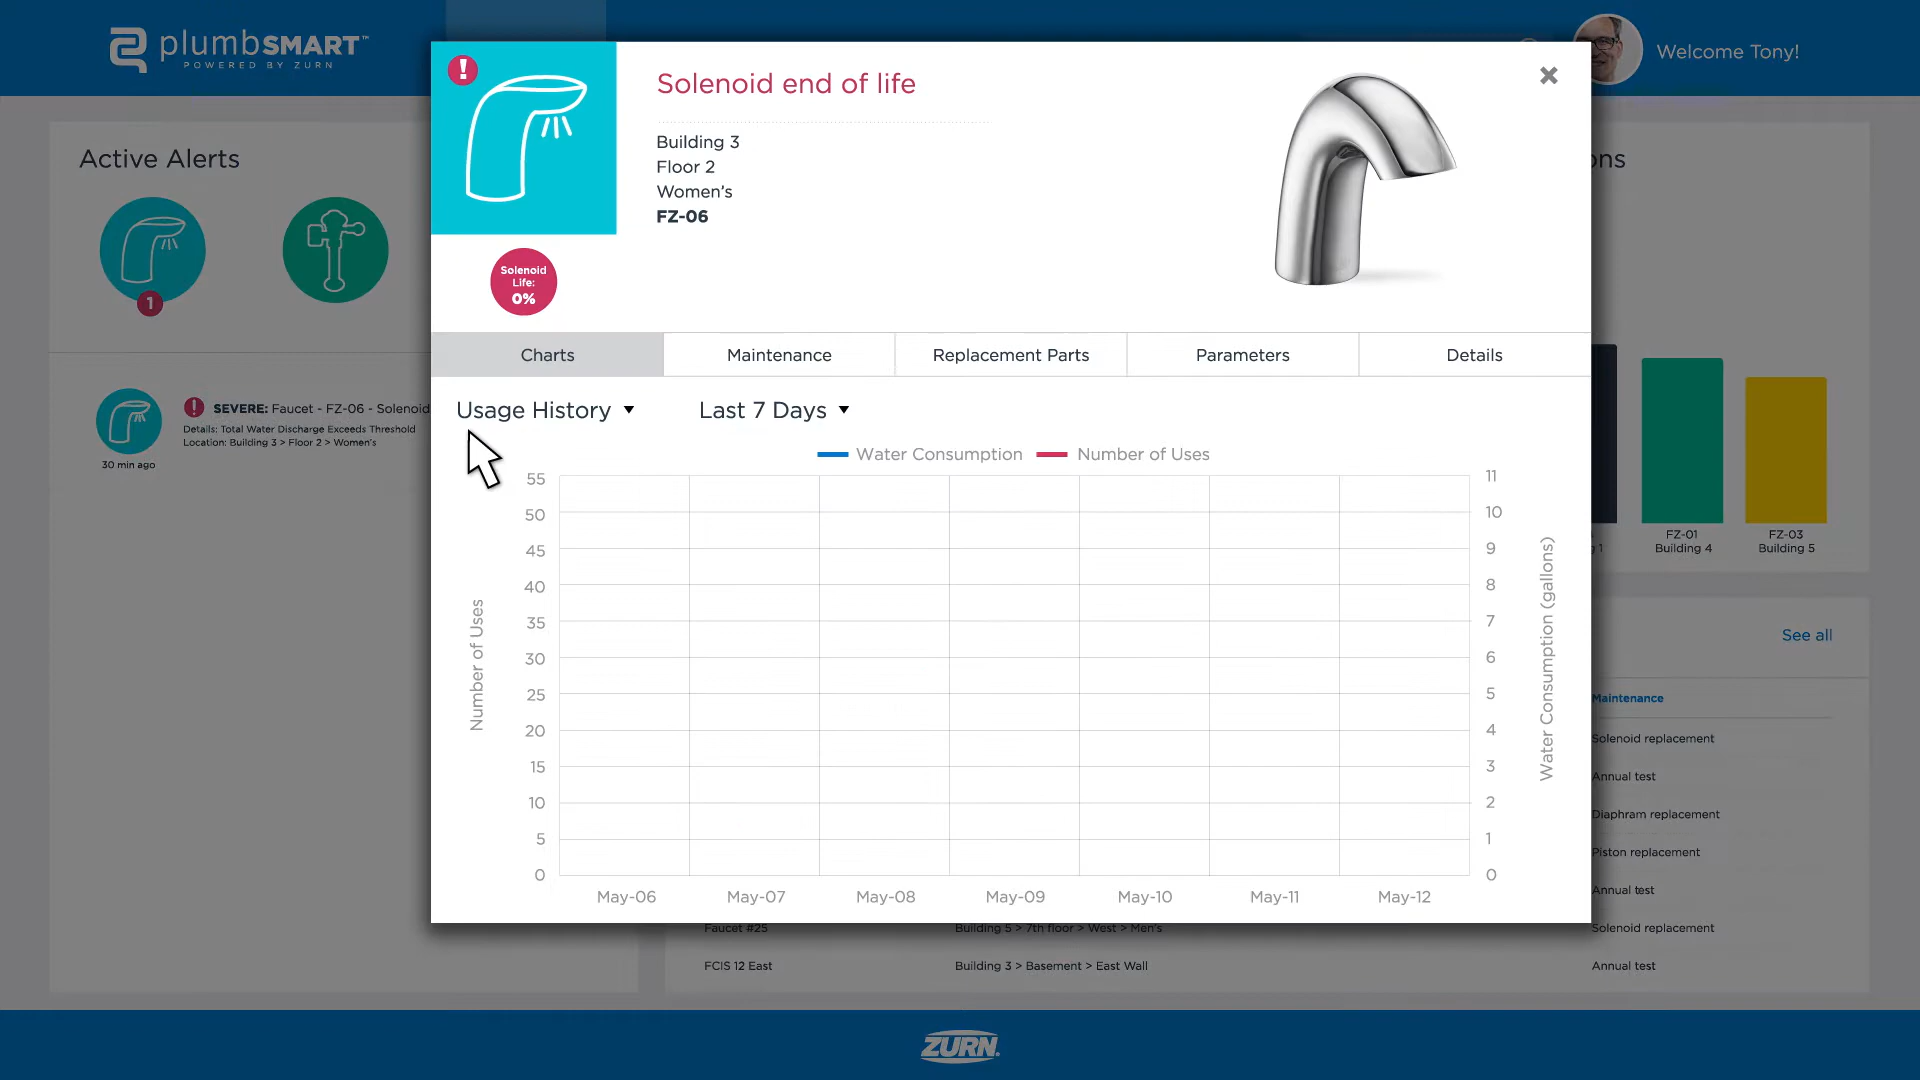 plumbSMART™
POWERED BY ZURN
Welcome Tony!
Active Alerts
1
SEVERE: Faucet - FZ-06 - Solenoid
Details: Total Water Discharge Exceeds Threshold
Location: Building 3 > Floor 2 > Women's
30 min ago
!
Solenoid end of life
Building 3
Floor 2
Women's
FZ-06
Solenoid
Life:
0%
Charts
Maintenance
Replacement Parts
Parameters
Details
Usage History
Last 7 Days
Water Consumption
Number of Uses
Number of Uses
55
50
45
40
35
30
25
20
15
10
5
0
May-06
May-07
May-08
May-09
May-10
May-11
May-12
11
10
9
8
7
6
5
4
3
2
1
0
Water Consumption (gallons)
FZ-01
Building 4
FZ-03
Building 5
See all
Maintenance
Solenoid replacement
Annual test
Diaphram replacement
Piston replacement
Annual test
Faucet #25 Building 5 > 7th floor > West > Men's Solenoid replacement
FCIS 12 East Building 3 > Basement > East Wall Annual test
ZURN